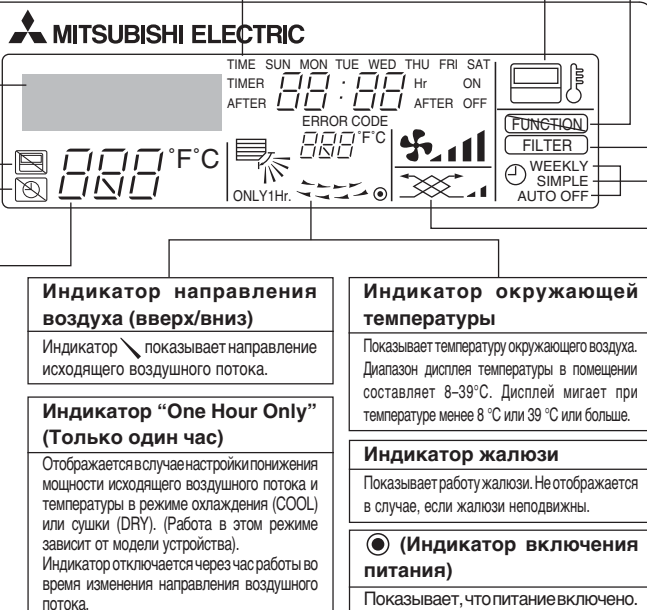 MITSUBISHI ELECTRIC
TIME SUN MON TUE WED THU FRI SAT
TIMER 88:88 Hr ON
AFTER AFTER OFF
ERROR CODE
888 °F°C
FUNCTION
FILTER
888 °F°C
WEEKLY
SIMPLE
AUTO OFF
ONLY1Hr.
Индикатор направления
воздуха (вверх/вниз)
Индикатор показывает направление
исходящего воздушного потока.
Индикатор “One Hour Only”
(Только один час)
Отображается в случае настройки понижения
мощности исходящего воздушного потока и
температуры в режиме охлаждения (COOL)
или сушки (DRY). (Работа в этом режиме
зависит от модели устройства).
Индикатор отключается через час работы во
время изменения направления воздушного
потока.
Индикатор окружающей
температуры
Показывает температуру окружающего воздуха.
Диапазон дисплея температуры в помещении
составляет 8–39°C. Дисплей мигает при
температуре менее 8 °C или 39 °C или больше.
Индикатор жалюзи
Показывает работу жалюзи. Не отображается
в случае, если жалюзи неподвижны.
(Индикатор включения
питания)
Показывает, что питание включено.